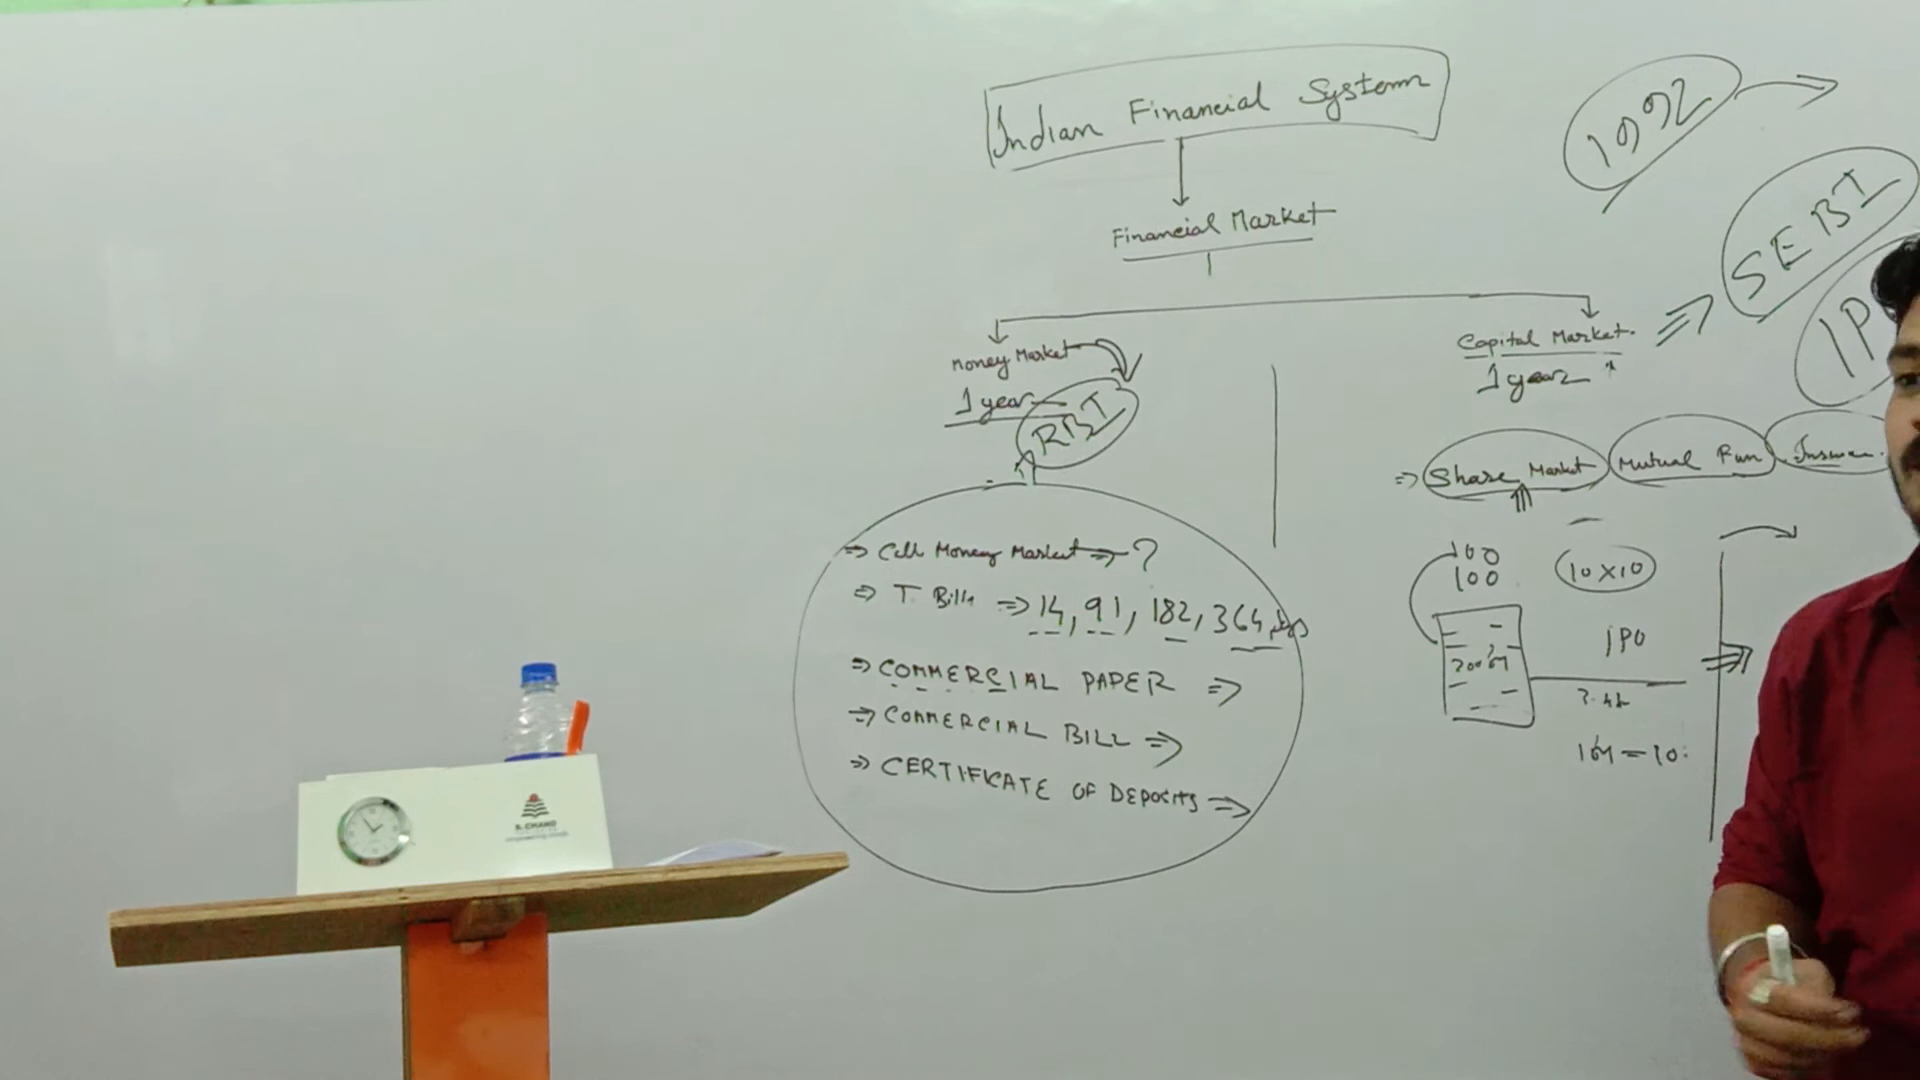 Indian Financial System
1992
Financial Market
SEBI
IP
Money Market
1 year
RBI
Capital Market
1 year
⇒ Share Market Mutual Fun
⇒ Call Money Market ⇒ ?
⇒ T. Bills ⇒ 14, 91, 182, 364 days
⇒ COMMERCIAL PAPER ⇒
⇒ COMMERCIAL BILL ⇒
⇒ CERTIFICATE OF DEPOSITS ⇒
100
100
10 X 10
IPO
S. CHAND